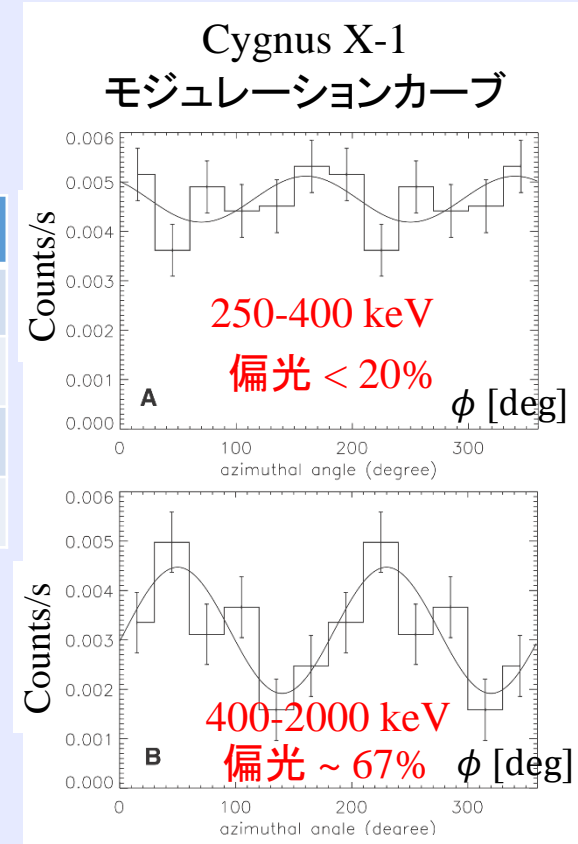 Cygnus X-1
モジュレーションカーブ
0.006
0.005
0.004
0.003
0.002
0.001
0.000
Counts/s
250-400 keV
偏光 < 20%
A
ϕ [deg]
0 100 200 300
azimuthal angle (degree)
0.006
0.005
0.004
0.003
0.002
0.001
0.000
Counts/s
400-2000 keV
偏光 ~ 67%
B
ϕ [deg]
0 100 200 300
azimuthal angle (degree)